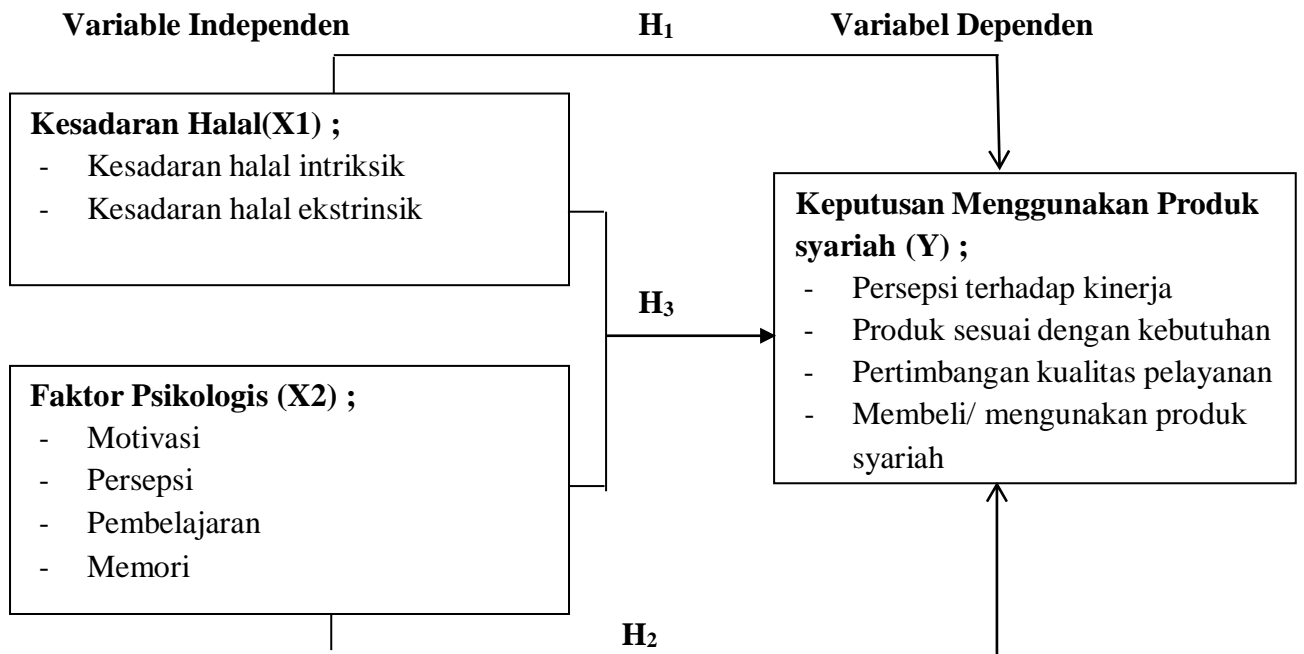 Variable Independen H₁ Variabel Dependen
Kesadaran Halal(X1) ;
- Kesadaran halal intriksik
- Kesadaran halal ekstrinsik
Keputusan Menggunakan Produk
syariah (Y) ;
- Persepsi terhadap kinerja
- Produk sesuai dengan kebutuhan
- Pertimbangan kualitas pelayanan
- Membeli/ mengunakan produk
syariah
H₃
Faktor Psikologis (X2) ;
- Motivasi
- Persepsi
- Pembelajaran
- Memori
H₂